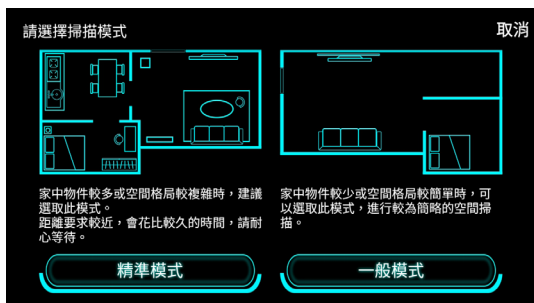 請選擇掃描模式
取消
家中物件較多或空間格局較複雜時，建議
選取此模式。
距離要求較近，會花比較久的時間，請耐
心等待。
家中物件較少或空間格局較簡單時，可
以選取此模式，進行較為簡略的空間掃
描。
精準模式
一般模式